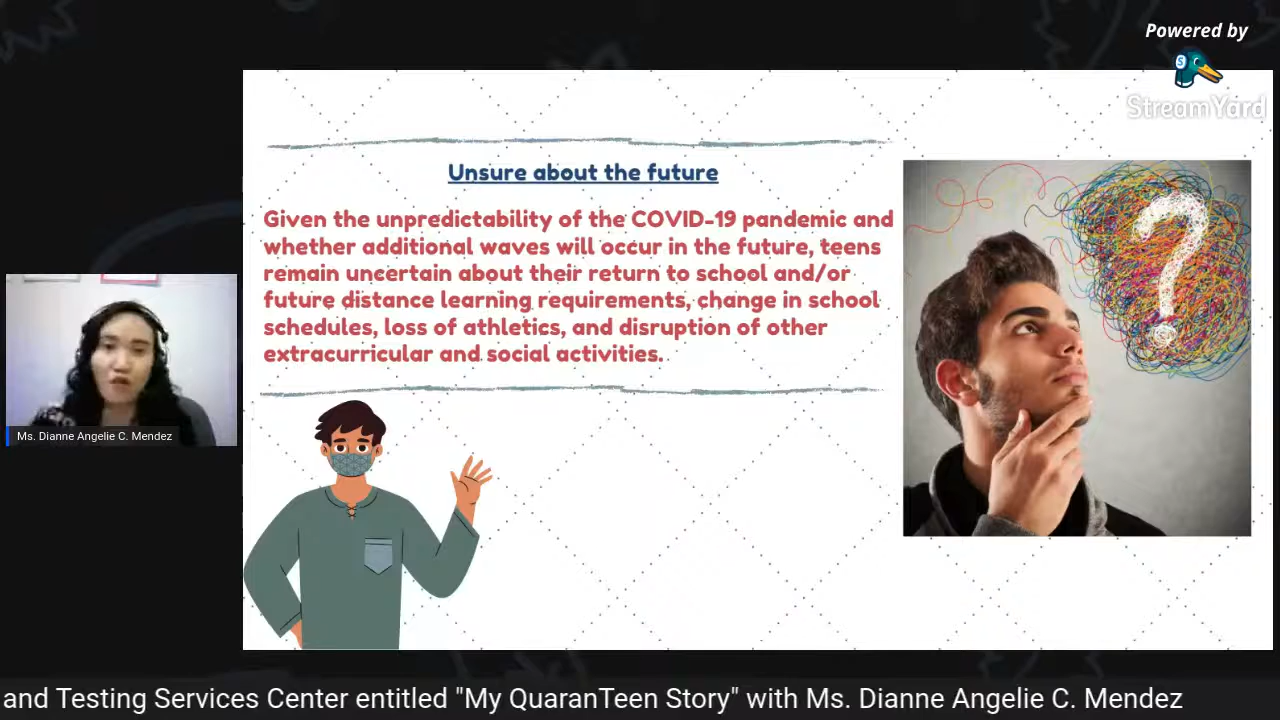 Powered by
StreamYard
Unsure about the future
Given the unpredictability of the COVID-19 pandemic and
whether additional waves will occur in the future, teens
remain uncertain about their return to school and/or
future distance learning requirements, change in school
schedules, loss of athletics, and disruption of other
extracurricular and social activities.
?
Ms. Dianne Angelie C. Mendez
and Testing Services Center entitled "My QuaranTeen Story" with Ms. Dianne Angelie C. Mendez